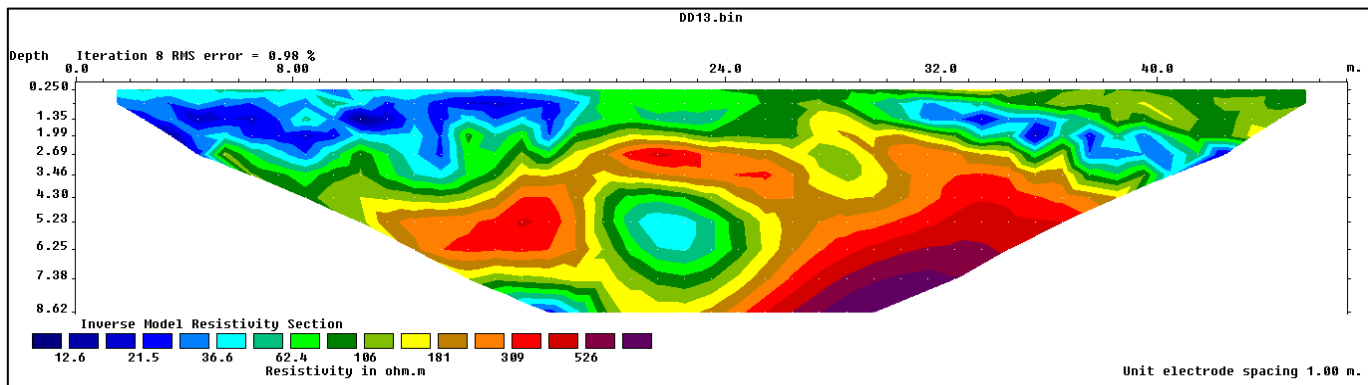 DD13.bin
Depth Iteration 8 RMS error = 0.98 %
0.0 8.00 24.0 32.0 40.0 m.
0.250
1.35
1.99
2.69
3.46
4.30
5.23
6.25
7.38
8.62
Inverse Model Resistivity Section
12.6 21.5 36.6 62.4 106 181 309 526
Resistivity in ohm.m
Unit electrode spacing 1.00 m.